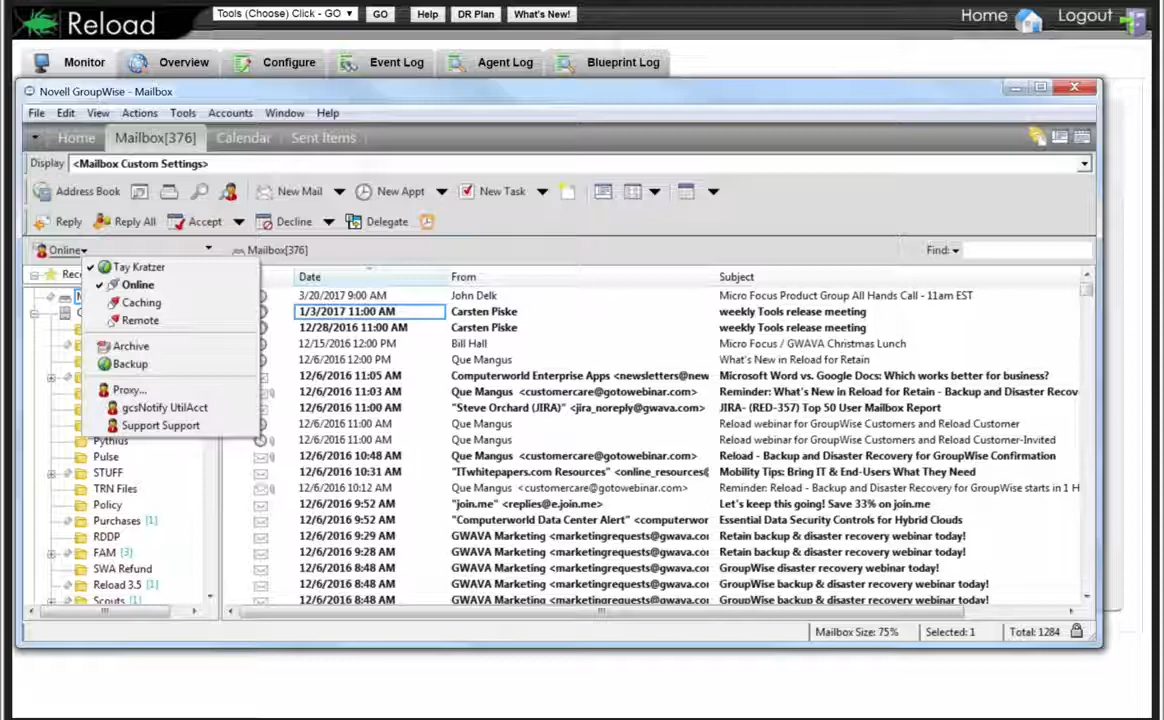 Reload
Tools (Choose) Click - GO
GO
Help
DR Plan
What's New!
Home
Logout
Monitor
Overview
Configure
Event Log
Agent Log
Blueprint Log
Novell GroupWise - Mailbox
File Edit View Actions Tools Accounts Window Help
Home Mailbox[376] Calendar Sent Items
Display <Mailbox Custom Settings>
Address Book New Mail New Appt New Task
Reply Reply All Accept Decline Delegate
Online Mailbox[376] Find:
Tay Kratzer
Online
Caching
Remote
Archive
Backup
Proxy...
gcsNotify UtilAcct
Support Support
Pythius
Pulse
STUFF
TRN Files
Policy
Purchases [1]
RDDP
FAM [3]
SWA Refund
Reload 3.5 [1]
Scouts [1]
Date From Subject
3/20/2017 9:00 AM John Delk Micro Focus Product Group All Hands Call - 11am EST
1/3/2017 11:00 AM Carsten Piske weekly Tools release meeting
12/28/2016 11:00 AM Carsten Piske weekly Tools release meeting
12/15/2016 12:00 PM Bill Hall Micro Focus / GWAVA Christmas Lunch
12/6/2016 12:00 PM Que Mangus What's New in Reload for Retain
12/6/2016 11:05 AM Computerworld Enterprise Apps <newsletters@new Microsoft Word vs. Google Docs: Which works better for business?
12/6/2016 11:03 AM Que Mangus <customercare@gotowebinar.com> Reminder: What's New in Reload for Retain - Backup and Disaster Recov
12/6/2016 11:00 AM "Steve Orchard (JIRA)" <jira_noreply@gwava.com> JIRA- (RED-357) Top 50 User Mailbox Report
12/6/2016 11:00 AM Que Mangus Reload webinar for GroupWise Customers and Reload Customer
12/6/2016 11:00 AM Que Mangus Reload webinar for GroupWise Customers and Reload Customer-Invited
12/6/2016 10:48 AM Que Mangus <customercare@gotowebinar.com> Reload - Backup and Disaster Recovery for GroupWise Confirmation
12/6/2016 10:31 AM "ITwhitepapers.com Resources" <online_resources@ Mobility Tips: Bring IT & End-Users What They Need
12/6/2016 10:12 AM Que Mangus <customercare@gotowebinar.com> Reminder: Reload - Backup and Disaster Recovery for GroupWise starts in 1 H
12/6/2016 9:52 AM "join.me" <replies@e.join.me> Let's keep this going! Save 33% on join.me
12/6/2016 9:52 AM "Computerworld Data Center Alert" <computerwor Essential Data Security Controls for Hybrid Clouds
12/6/2016 9:29 AM GWAVA Marketing <marketingrequests@gwava.co Retain backup & disaster recovery webinar today!
12/6/2016 9:28 AM GWAVA Marketing <marketingrequests@gwava.co Retain backup & disaster recovery webinar today!
12/6/2016 8:48 AM GWAVA Marketing <marketingrequests@gwava.co GroupWise disaster recovery webinar today!
12/6/2016 8:48 AM GWAVA Marketing <marketingrequests@gwava.co GroupWise backup & disaster recovery webinar today!
12/6/2016 8:48 AM GWAVA Marketing <marketingrequests@gwava.co GroupWise backup & disaster recovery webinar today!
Mailbox Size: 75% Selected: 1 Total: 1284